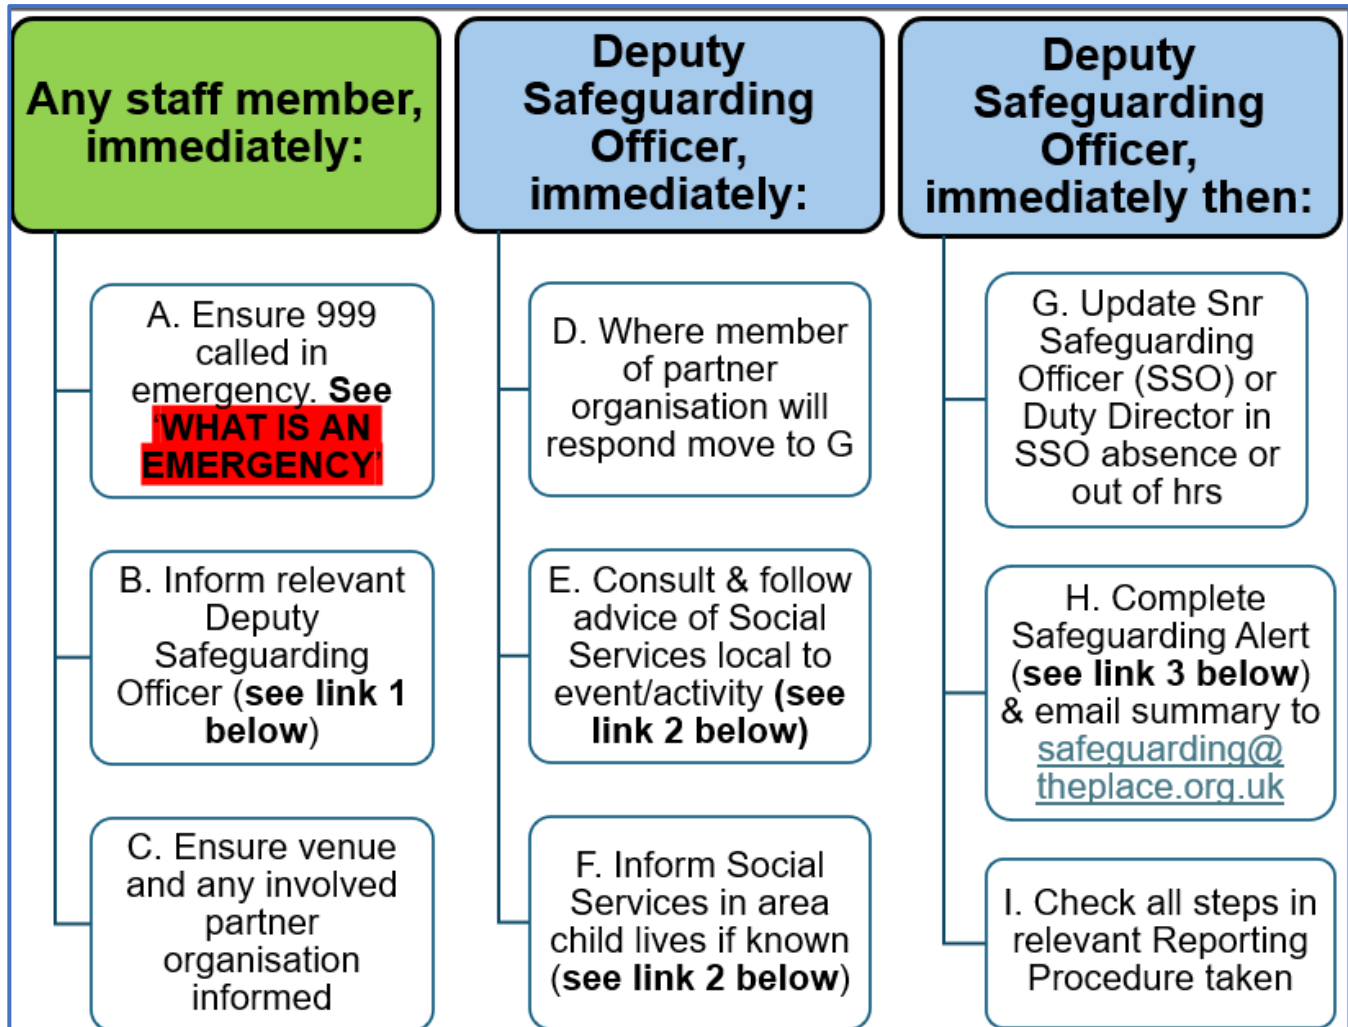 Any staff member,
immediately:
A. Ensure 999
called in
emergency. See
‘WHAT IS AN
EMERGENCY’
B. Inform relevant
Deputy
Safeguarding
Officer (see link 1
below)
C. Ensure venue
and any involved
partner
organisation
informed
Deputy
Safeguarding
Officer,
immediately:
D. Where member
of partner
organisation will
respond move to G
E. Consult & follow
advice of Social
Services local to
event/activity (see
link 2 below)
F. Inform Social
Services in area
child lives if known
(see link 2 below)
Deputy
Safeguarding
Officer,
immediately then:
G. Update Snr
Safeguarding
Officer (SSO) or
Duty Director in
SSO absence or
out of hrs
H. Complete
Safeguarding Alert
(see link 3 below)
& email summary to
safeguarding@
theplace.org.uk
I. Check all steps in
relevant Reporting
Procedure taken